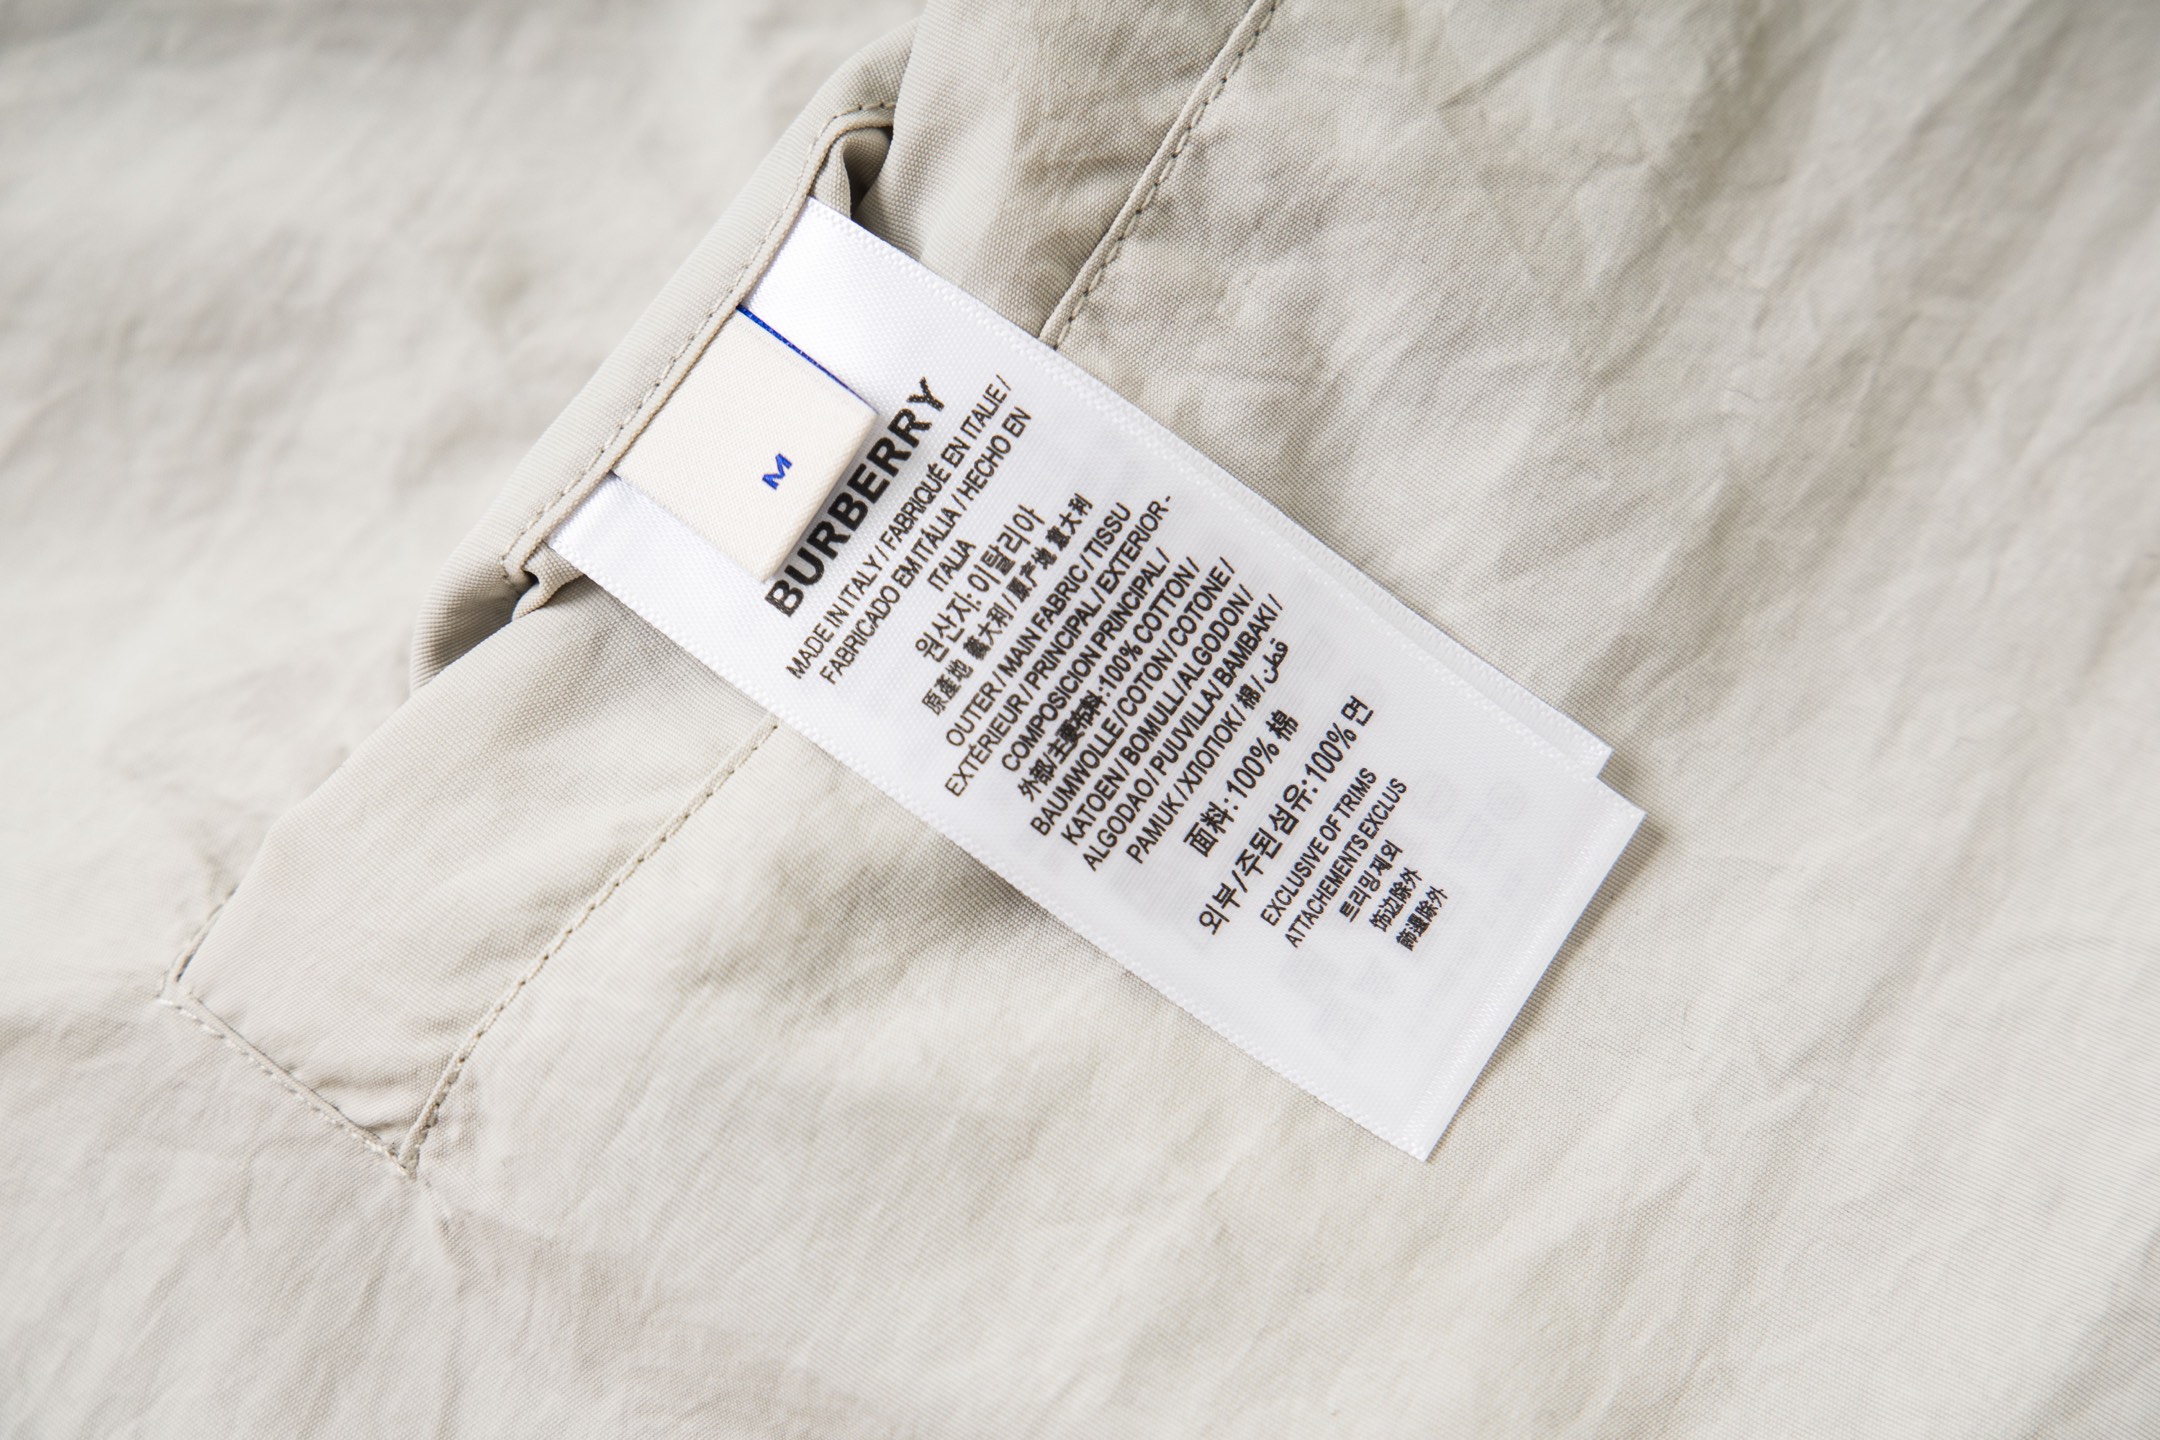 M
BURBERRY
MADE IN ITALY / FABRIQUÉ EN ITALIE /
FABRICADO EM ITÁLIA / HECHO EN
ITALIA
원산지: 이탈리아
原產地 義大利 / 原产地 意大利
OUTER / MAIN FABRIC / TISSU
EXTÉRIEUR / PRINCIPAL / EXTERIOR -
COMPOSICION PRINCIPAL /
外部/主要布料:100% COTTON /
BAUMWOLLE / COTON / COTONE /
KATOEN / BOMULL / ALGODON /
ALGODAO / PUUVILLA / BAMBAKI /
PAMUK / ХЛОПОК / 棉 / قطن
面料: 100% 棉
외부/주된섬유:100% 면
EXCLUSIVE OF TRIMS
ATTACHEMENTS EXCLUS
트리밍제외
饰边除外
飾邊除外